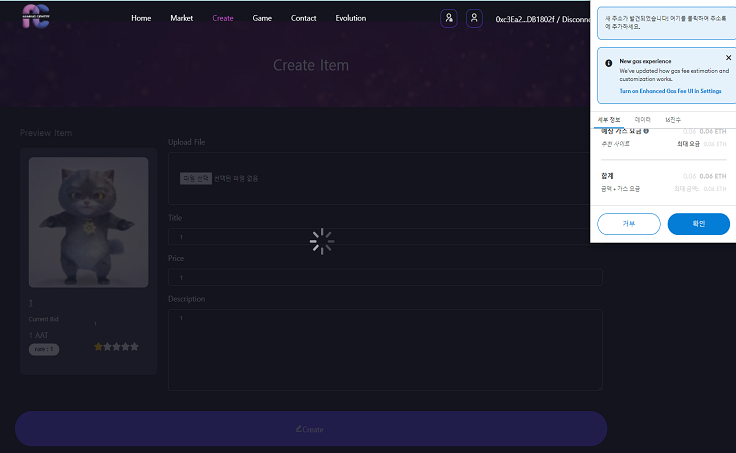 Home
Market
Create
Game
Contact
Evolution
0xc3Ea2...DB1802f / Disconne
Create Item
Preview Item
1
Current Bid:
1
1 AAT
Upload File
파일 선택 선택된 파일 없음
Title
1
Price
1
Description
1
Create
새 주소가 발견되었습니다! 여기를 클릭하여 주소록
에 추가하세요.
New gas experience
We've updated how gas fee estimation and
customization works.
Turn on Enhanced Gas Fee UI in Settings
세부 정보
데이터
16진수
예상 가스 요금
0.06 0.06 ETH
추천 사이트
최대 요금: 0.06 ETH
합계
0.06 0.06 ETH
금액 + 가스 요금
최대 금액: 0.06 ETH
거부
확인